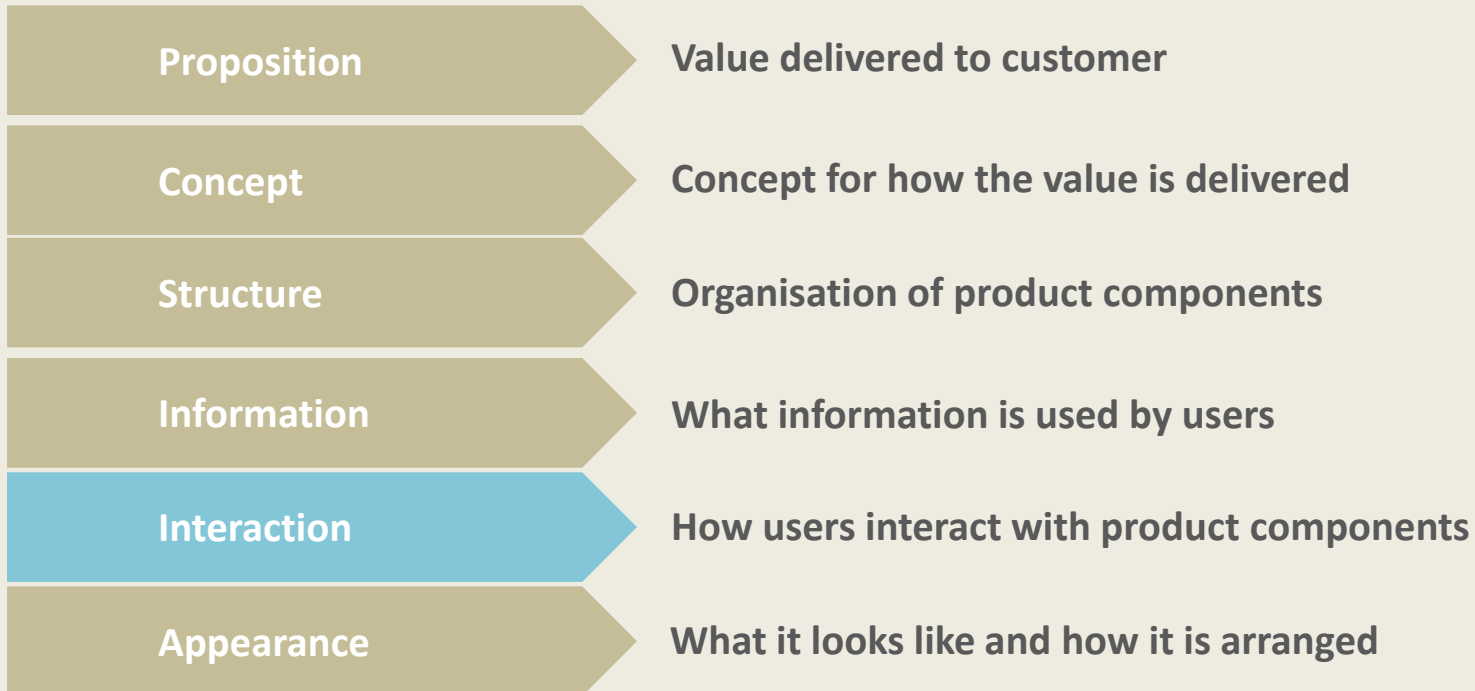 Proposition
Value delivered to customer
Concept
Concept for how the value is delivered
Structure
Organisation of product components
Information
What information is used by users
Interaction
How users interact with product components
Appearance
What it looks like and how it is arranged